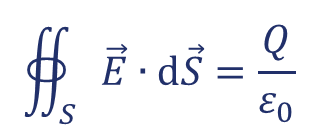 ∯_S E⃗ · dS⃗ = Q/ε₀